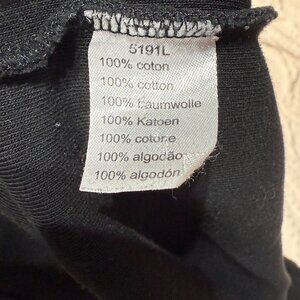 5191L
100% coton
100% cotton
100% Baumwolle
100% Katoen
100% cotone
100% algodão
100% algodón